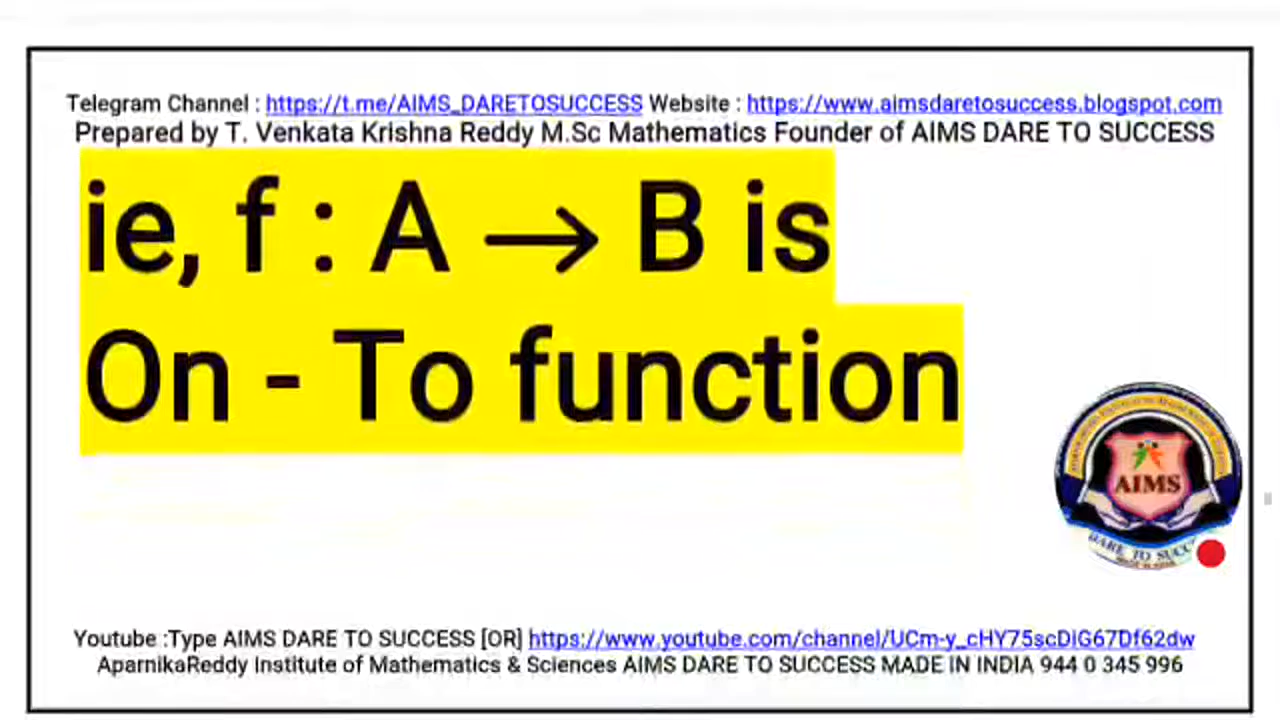 Telegram Channel : https://t.me/AIMS_DARETOSUCCESS Website : https://www.aimsdaretosuccess.blogspot.com
Prepared by T. Venkata Krishna Reddy M.Sc Mathematics Founder of AIMS DARE TO SUCCESS
ie, f : A → B is
On - To function
AIMS
DARE TO SUCC
Youtube :Type AIMS DARE TO SUCCESS [OR] https://www.youtube.com/channel/UCm-y_cHY75scDIG67Df62dw
AparnikaReddy Institute of Mathematics & Sciences AIMS DARE TO SUCCESS MADE IN INDIA 944 0 345 996